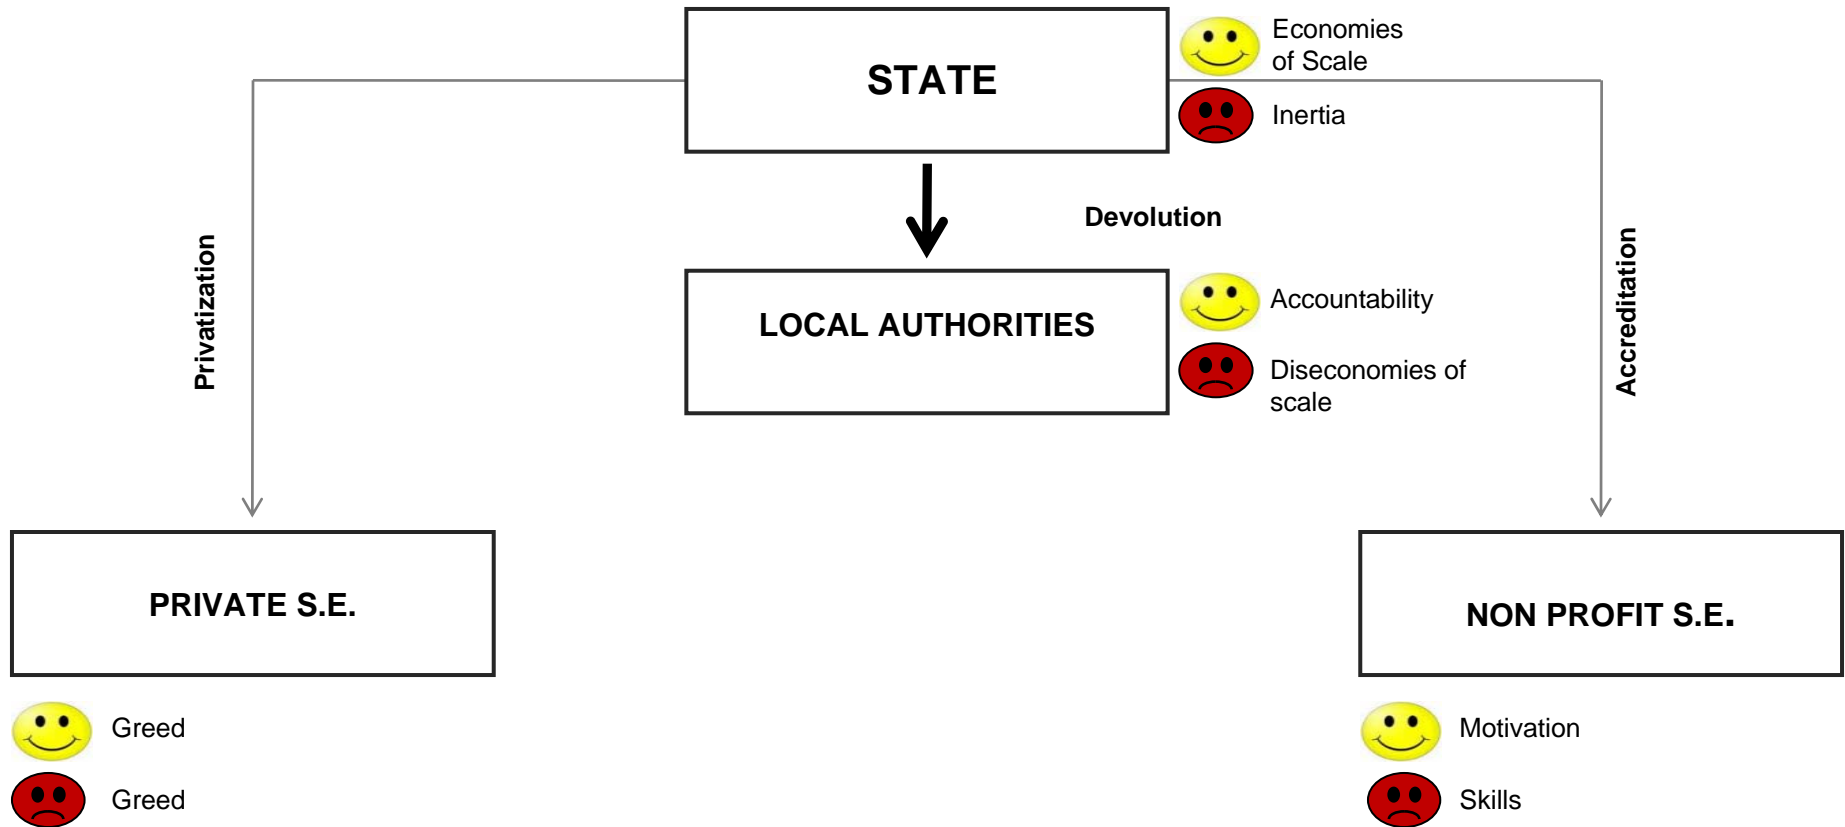 STATE
Economies
of Scale
Inertia
Devolution
Privatization
Accreditation
LOCAL AUTHORITIES
Accountability
Diseconomies of
scale
PRIVATE S.E.
NON PROFIT S.E.
Greed
Greed
Motivation
Skills